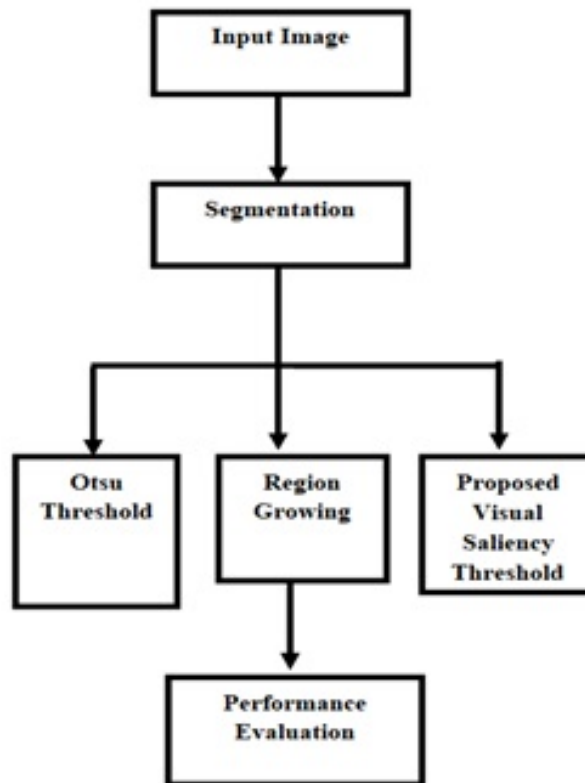 Input Image
Segmentation
Otsu
Threshold
Region
Growing
Proposed
Visual
Saliency
Threshold
Performance
Evaluation